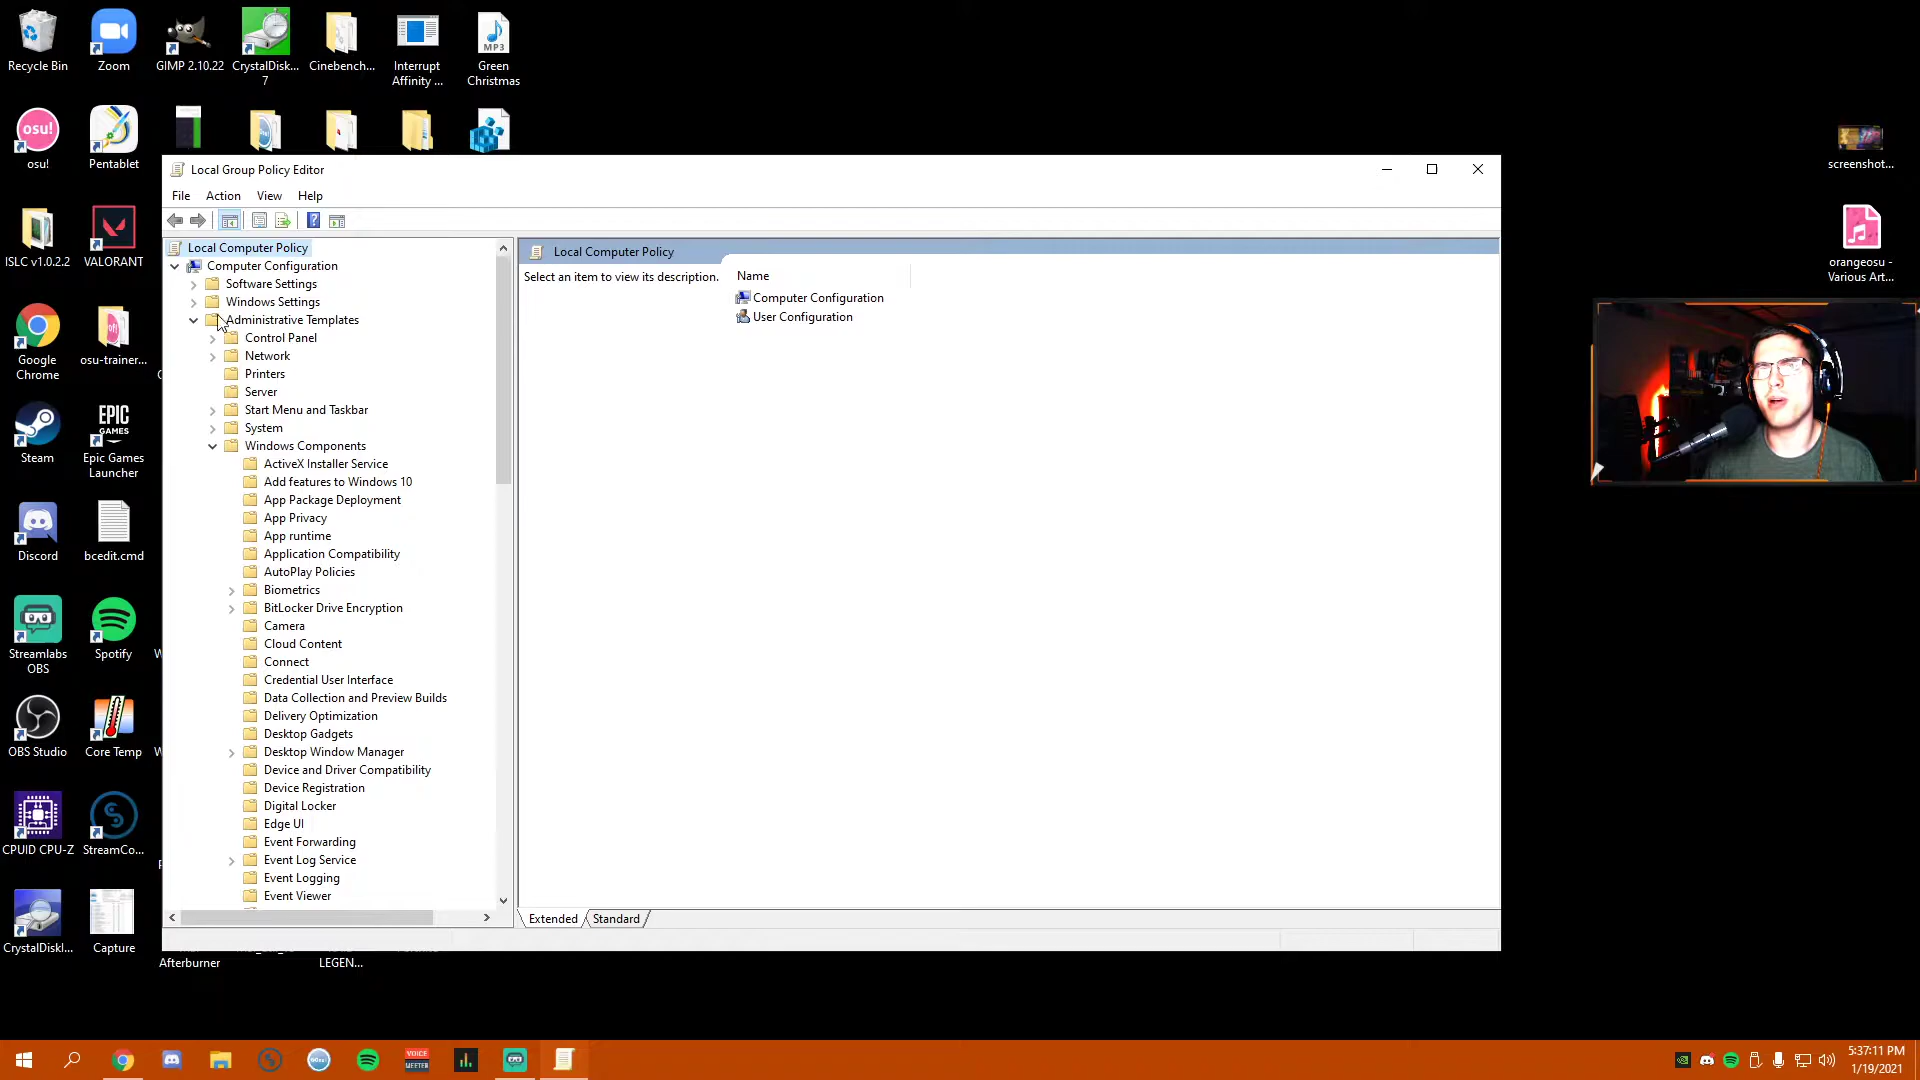 Recycle Bin
Zoom
GIMP 2.10.22
CrystalDisk...
7
Cinebench...
Interrupt
Affinity ...
MP3
Green
Christmas
osu!
osu!
Pentablet
screenshot...
ISLC v1.0.2.2
VALORANT
orangeosu -
Various Art...
Google
Chrome
osu-trainer...
Steam
EPIC
GAMES
Epic Games
Launcher
Discord
bcedit.cmd
Streamlabs
OBS
Spotify
OBS Studio
Core Temp
CPUID CPU-Z
StreamCo...
CrystalDiskI...
Capture
Afterburner
LEGEN...
Local Group Policy Editor
File
Action
View
Help
Local Computer Policy
Computer Configuration
Software Settings
Windows Settings
Administrative Templates
Control Panel
Network
Printers
Server
Start Menu and Taskbar
System
Windows Components
ActiveX Installer Service
Add features to Windows 10
App Package Deployment
App Privacy
App runtime
Application Compatibility
AutoPlay Policies
Biometrics
BitLocker Drive Encryption
Camera
Cloud Content
Connect
Credential User Interface
Data Collection and Preview Builds
Delivery Optimization
Desktop Gadgets
Desktop Window Manager
Device and Driver Compatibility
Device Registration
Digital Locker
Edge UI
Event Forwarding
Event Log Service
Event Logging
Event Viewer
Local Computer Policy
Select an item to view its description.
Name
Computer Configuration
User Configuration
Extended
Standard
VOICE
MEETER
5:37:11 PM
1/19/2021